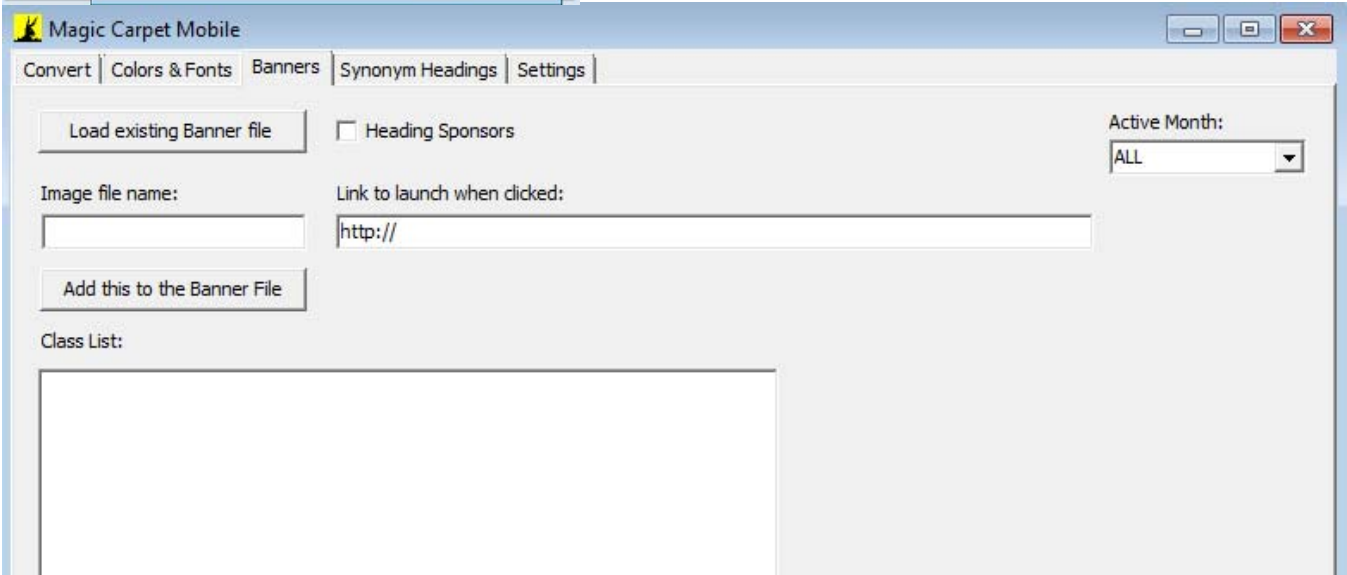 Magic Carpet Mobile
Convert Colors & Fonts Banners Synonym Headings Settings
Load existing Banner file Heading Sponsors
Active Month:
ALL
Image file name: Link to launch when clicked:
http://
Add this to the Banner File
Class List: